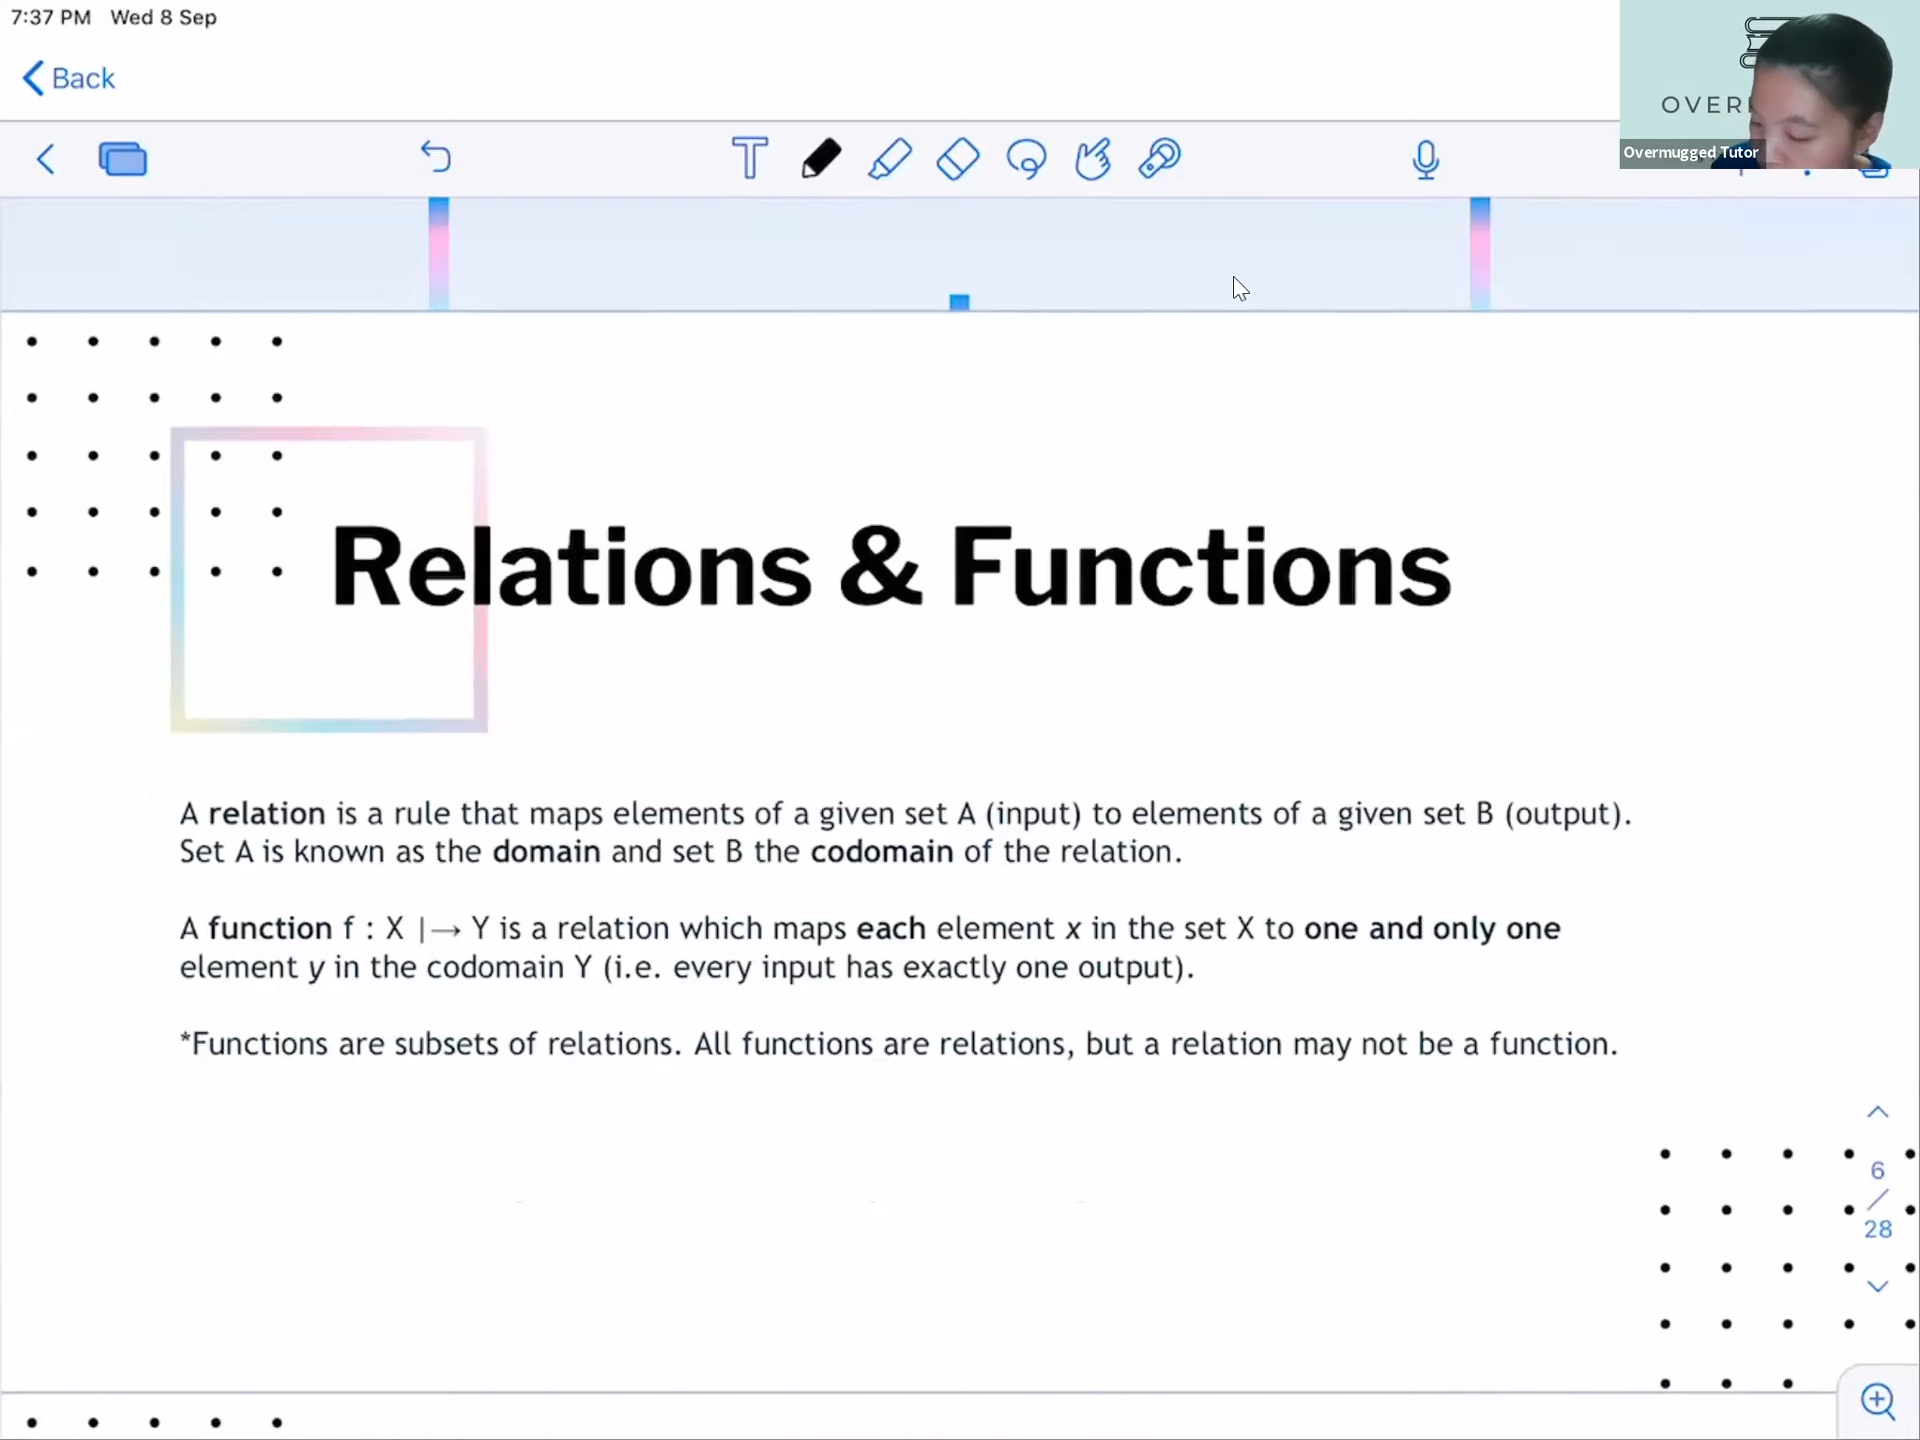 7:37 PM Wed 8 Sep
Back
OVER
Overmugged Tutor
Relations & Functions
A relation is a rule that maps elements of a given set A (input) to elements of a given set B (output).
Set A is known as the domain and set B the codomain of the relation.
A function f : X |→ Y is a relation which maps each element x in the set X to one and only one
element y in the codomain Y (i.e. every input has exactly one output).
*Functions are subsets of relations. All functions are relations, but a relation may not be a function.
6
/
28